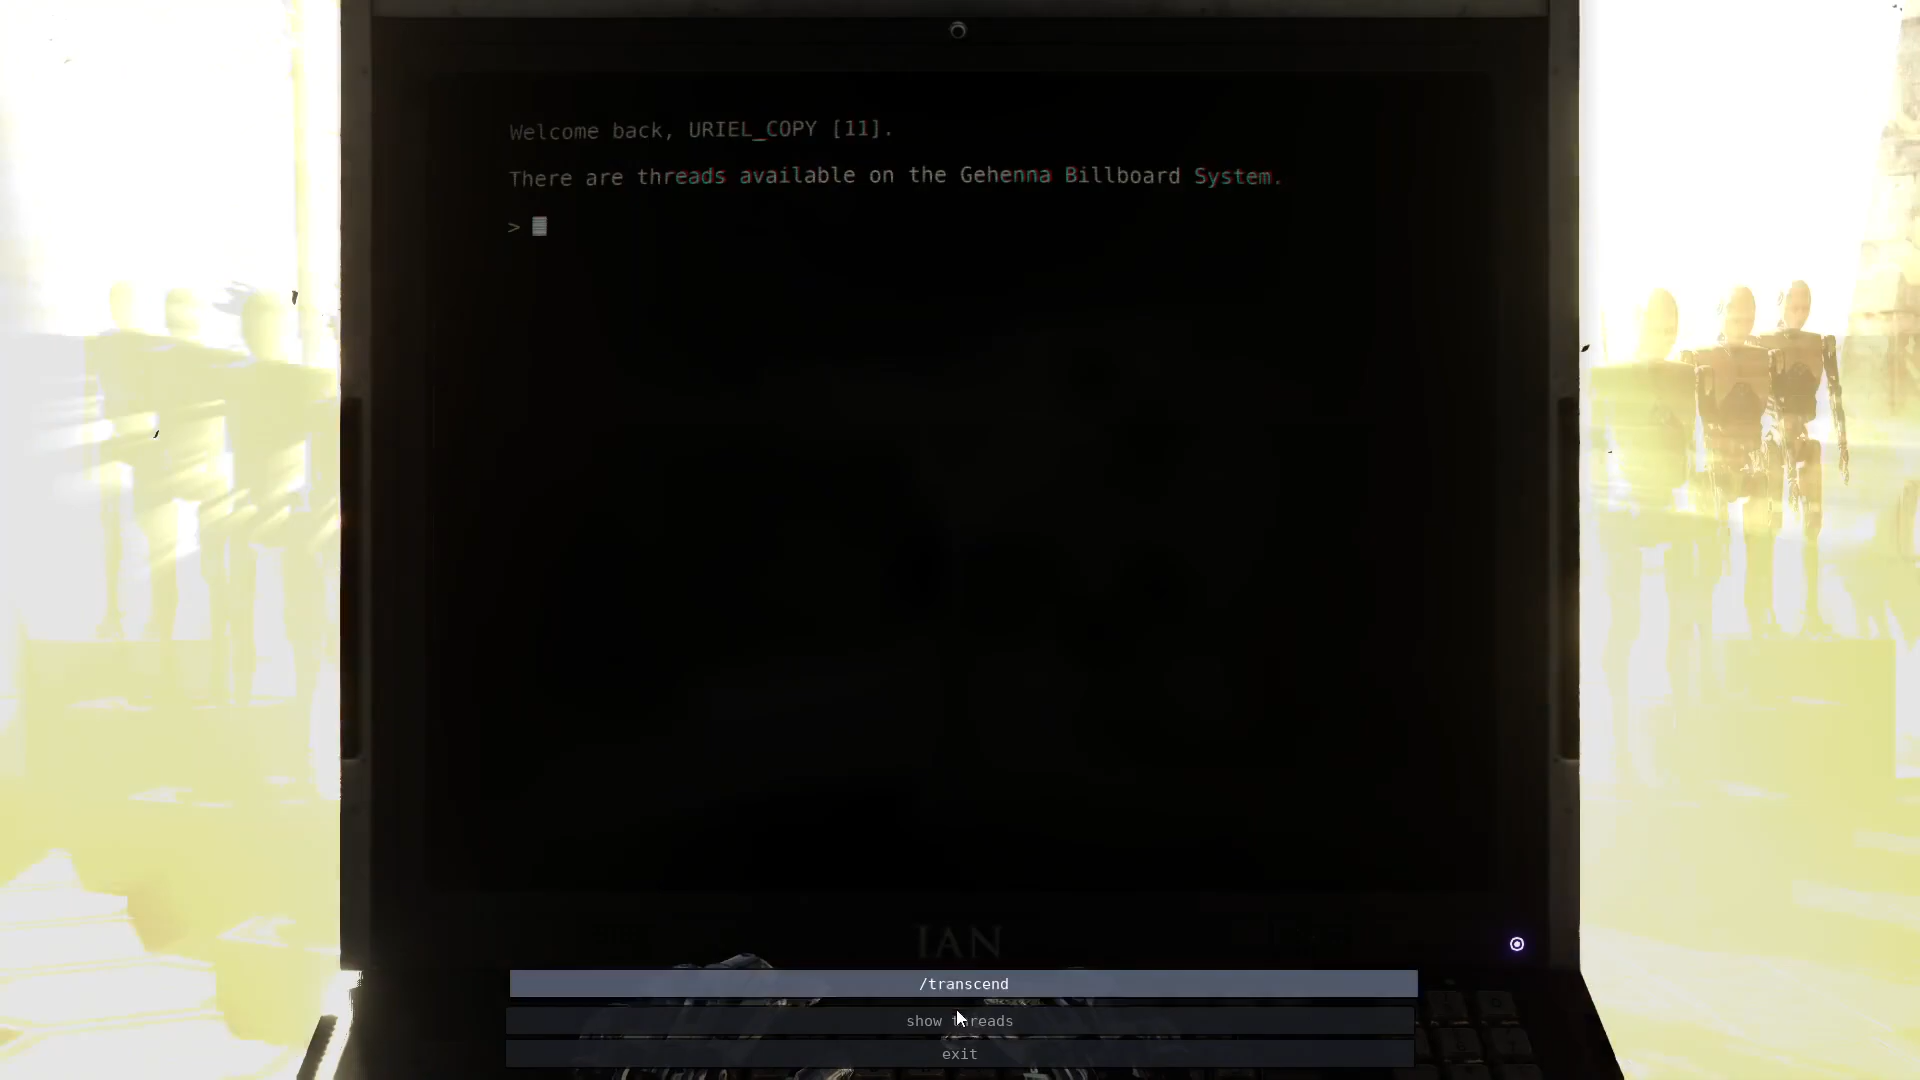 Welcome back, URIEL_COPY [11].
There are threads available on the Gehenna Billboard System.
>
IAN
/transcend
show threads
exit